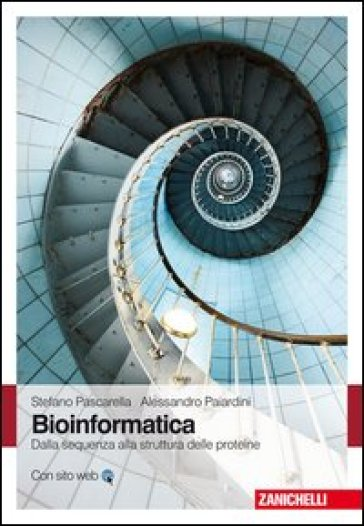 Stefano Pascarella Alessandro Paiardini
Bioinformatica
Dalla sequenza alla struttura delle proteine
Con sito web
ZANICHELLI